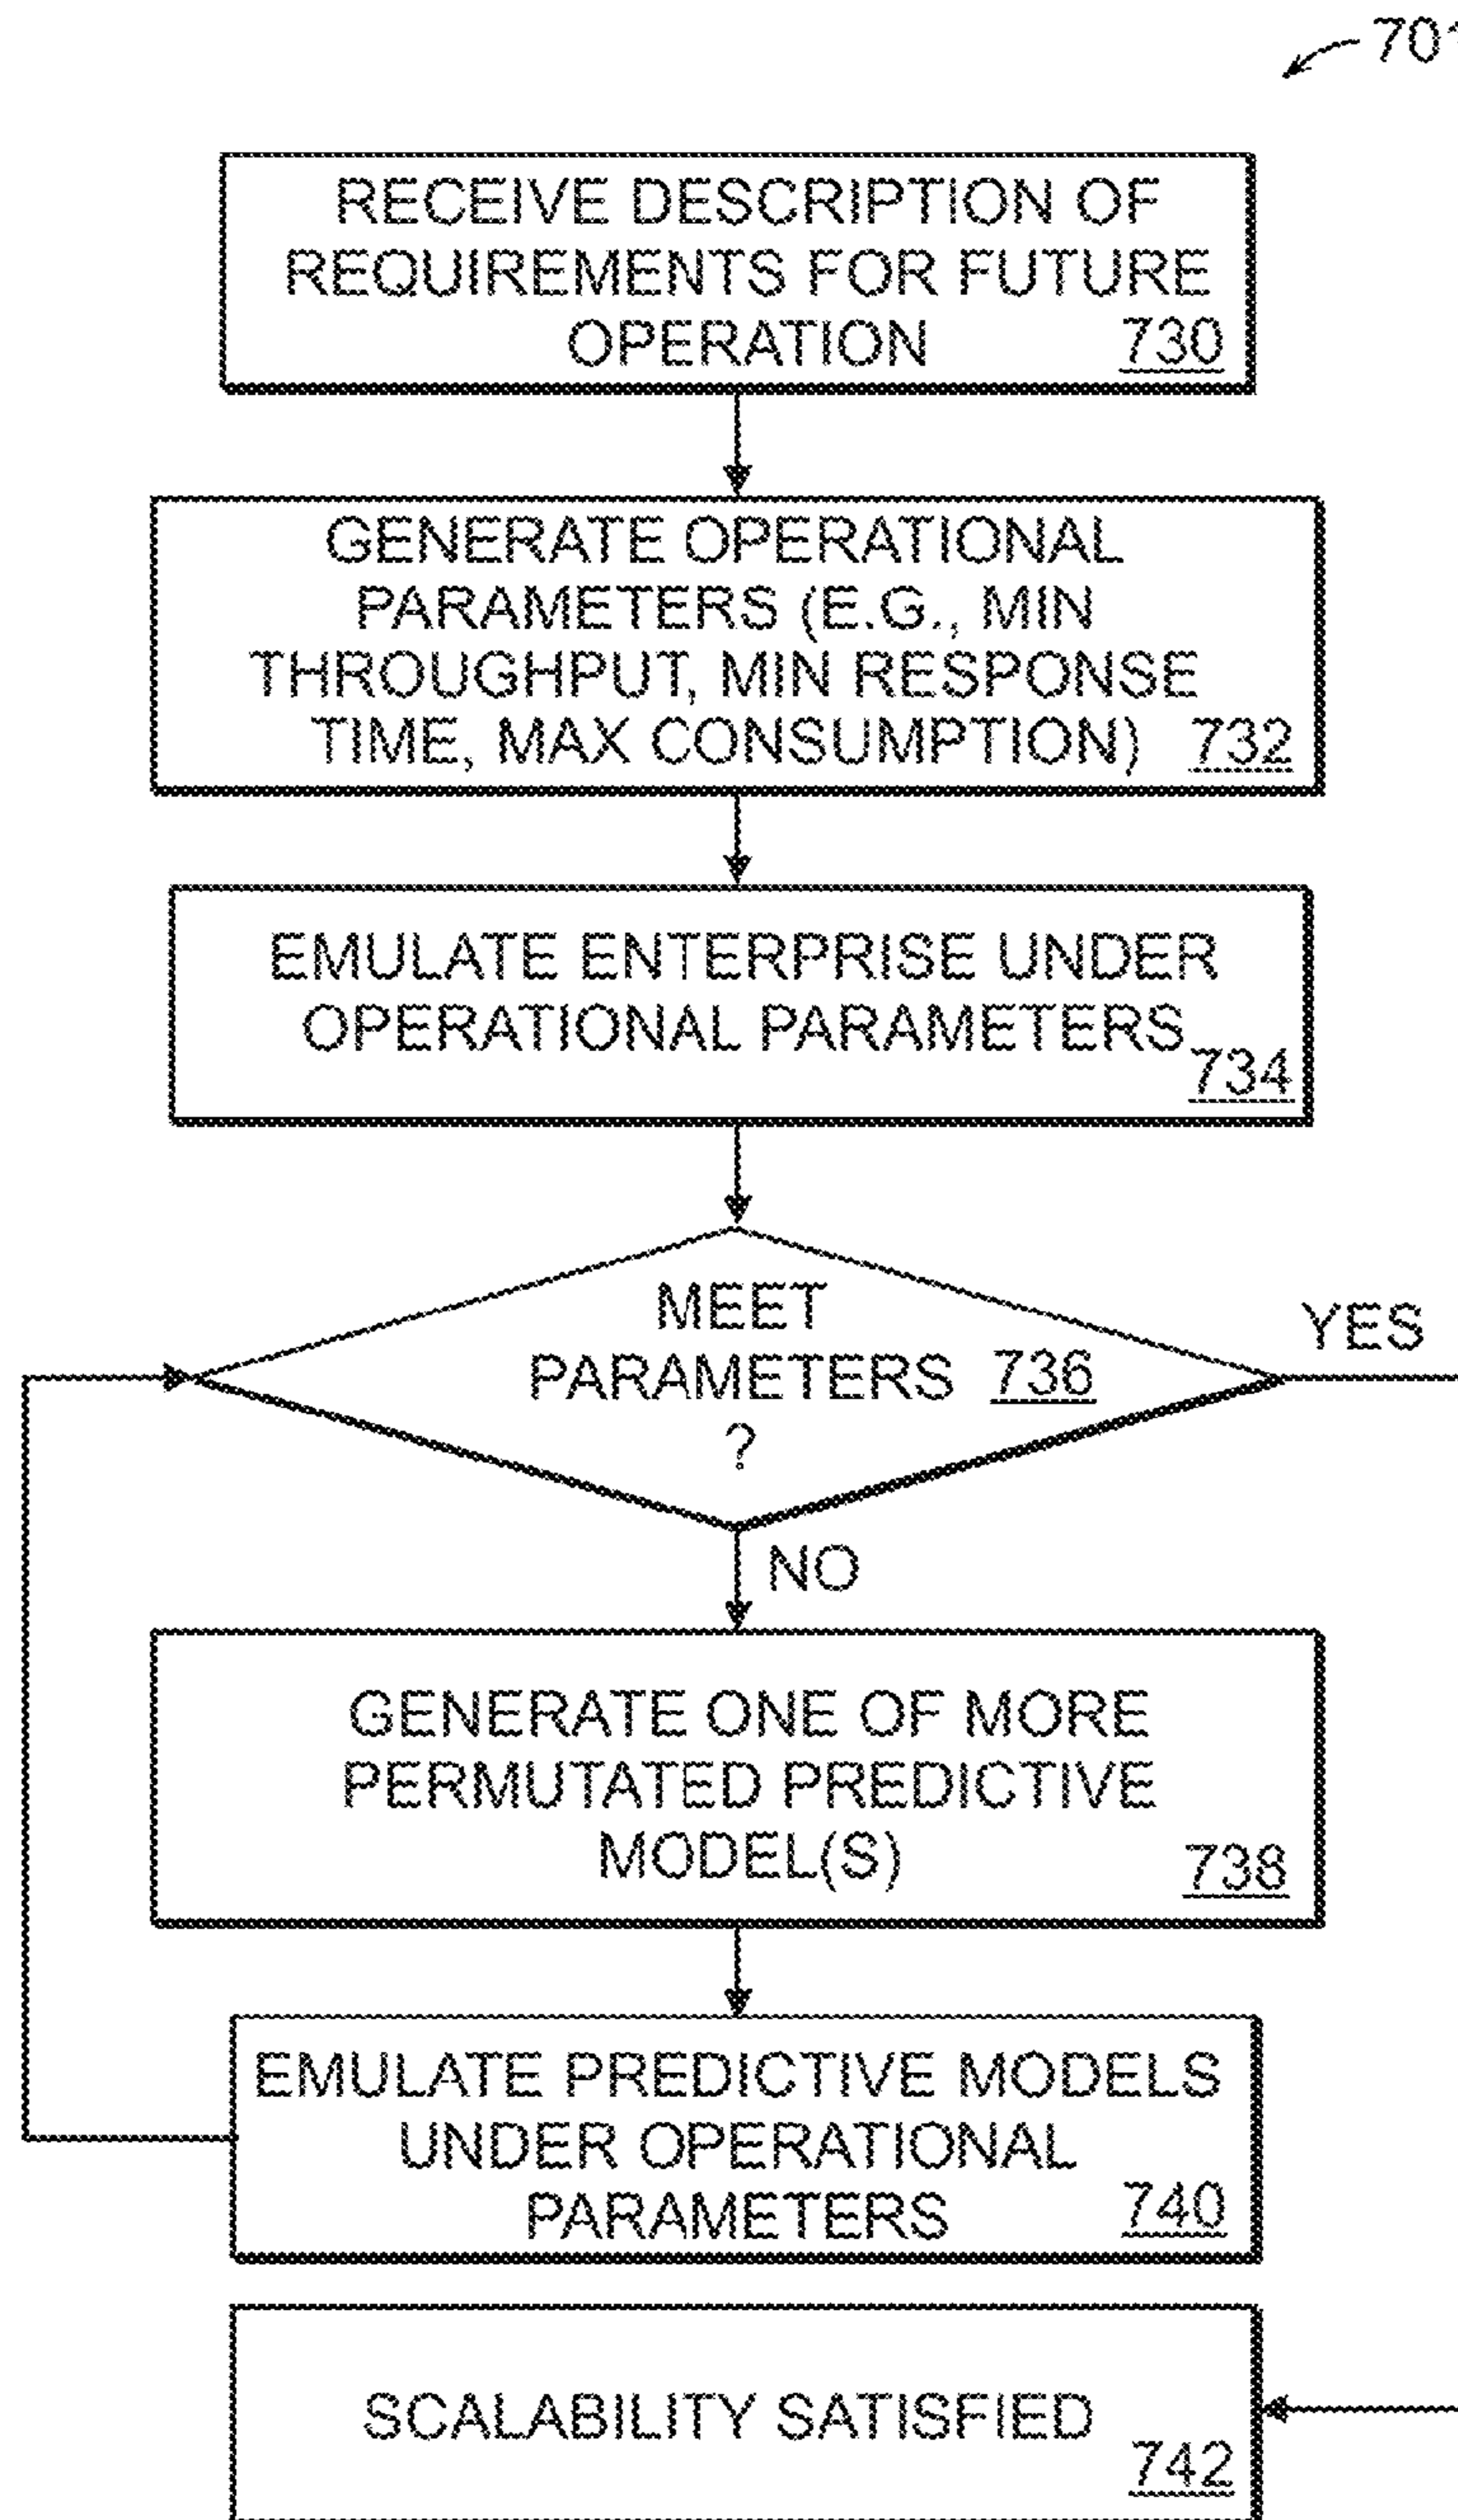 701
RECEIVE DESCRIPTION OF
REQUIREMENTS FOR FUTURE
OPERATION 730
GENERATE OPERATIONAL
PARAMETERS (E.G., MIN
THROUGHPUT, MIN RESPONSE
TIME, MAX CONSUMPTION) 732
EMULATE ENTERPRISE UNDER
OPERATIONAL PARAMETERS
734
MEET
PARAMETERS 736
?
YES
NO
GENERATE ONE OF MORE
PERMUTATED PREDICTIVE
MODEL(S) 738
EMULATE PREDICTIVE MODELS
UNDER OPERATIONAL
PARAMETERS 740
SCALABILITY SATISFIED
742